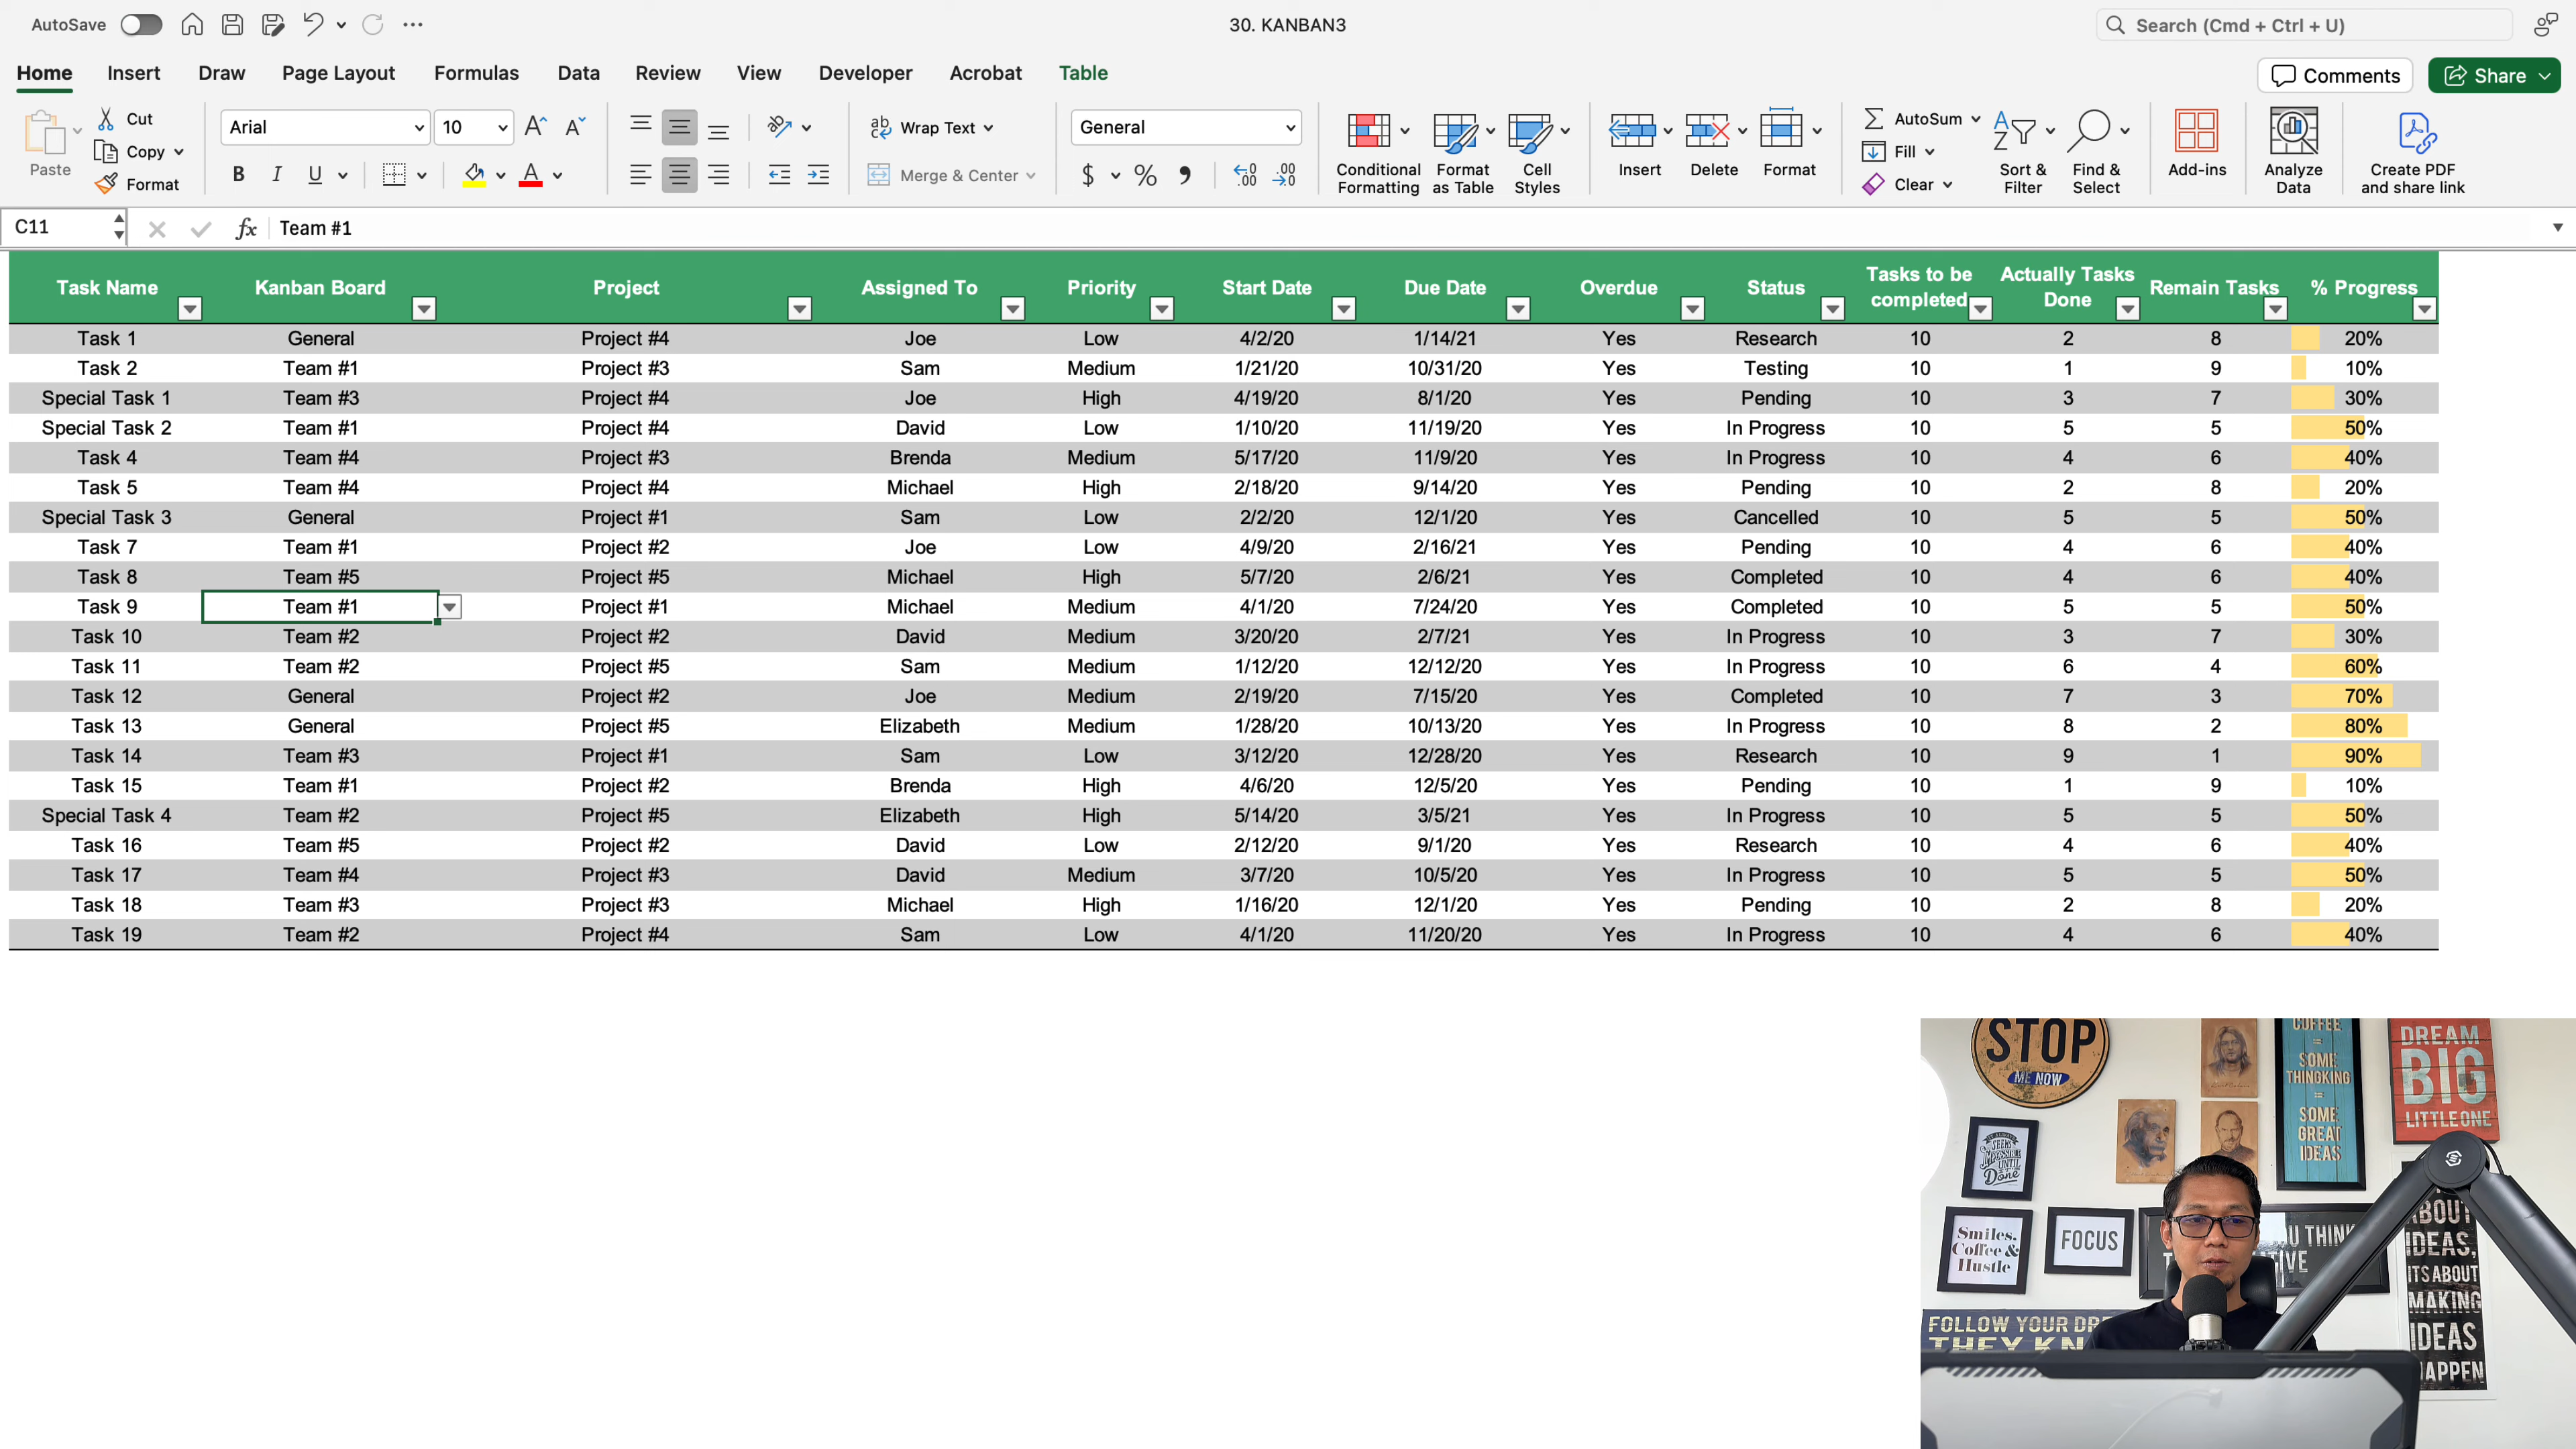 AutoSave
30. KANBAN3
Search (Cmd + Ctrl + U)
Home Insert Draw Page Layout Formulas Data Review View Developer Acrobat Table
Comments Share
Paste Cut Copy Format
Arial 10
B I U
Wrap Text
Merge & Center
General
$ %
Conditional Formatting
Format as Table
Cell Styles
Insert Delete Format
AutoSum
Fill
Clear
Sort & Filter
Find & Select
Add-ins
Analyze Data
Create PDF and share link
C11 fx Team #1
Task Name Kanban Board Project Assigned To Priority Start Date Due Date Overdue Status Tasks to be completed Actually Tasks Done Remain Tasks % Progress
Task 1 General Project #4 Joe Low 4/2/20 1/14/21 Yes Research 10 2 8 20%
Task 2 Team #1 Project #3 Sam Medium 1/21/20 10/31/20 Yes Testing 10 1 9 10%
Special Task 1 Team #3 Project #4 Joe High 4/19/20 8/1/20 Yes Pending 10 3 7 30%
Special Task 2 Team #1 Project #4 David Low 1/10/20 11/19/20 Yes In Progress 10 5 5 50%
Task 4 Team #4 Project #3 Brenda Medium 5/17/20 11/9/20 Yes In Progress 10 4 6 40%
Task 5 Team #4 Project #4 Michael High 2/18/20 9/14/20 Yes Pending 10 2 8 20%
Special Task 3 General Project #1 Sam Low 2/2/20 12/1/20 Yes Cancelled 10 5 5 50%
Task 7 Team #1 Project #2 Joe Low 4/9/20 2/16/21 Yes Pending 10 4 6 40%
Task 8 Team #5 Project #5 Michael High 5/7/20 2/6/21 Yes Completed 10 4 6 40%
Task 9 Team #1 Project #1 Michael Medium 4/1/20 7/24/20 Yes Completed 10 5 5 50%
Task 10 Team #2 Project #2 David Medium 3/20/20 2/7/21 Yes In Progress 10 3 7 30%
Task 11 Team #2 Project #5 Sam Medium 1/12/20 12/12/20 Yes In Progress 10 6 4 60%
Task 12 General Project #2 Joe Medium 2/19/20 7/15/20 Yes Completed 10 7 3 70%
Task 13 General Project #5 Elizabeth Medium 1/28/20 10/13/20 Yes In Progress 10 8 2 80%
Task 14 Team #3 Project #1 Sam Low 3/12/20 12/28/20 Yes Research 10 9 1 90%
Task 15 Team #1 Project #2 Brenda High 4/6/20 12/5/20 Yes Pending 10 1 9 10%
Special Task 4 Team #2 Project #5 Elizabeth High 5/14/20 3/5/21 Yes In Progress 10 5 5 50%
Task 16 Team #5 Project #2 David Low 2/12/20 9/1/20 Yes Research 10 4 6 40%
Task 17 Team #4 Project #3 David Medium 3/7/20 10/5/20 Yes In Progress 10 5 5 50%
Task 18 Team #3 Project #3 Michael High 1/16/20 12/1/20 Yes Pending 10 2 8 20%
Task 19 Team #2 Project #4 Sam Low 4/1/20 11/20/20 Yes In Progress 10 4 6 40%
STOP
ME NOW
COFFEE
=
SOME
THINGKING
=
SOME
GREAT
IDEAS
DREAM
BIG
LITTLE ONE
SEEMS
IMPOSSIBLE
UNTIL
Done
Smiles,
Coffee &
Hustle
FOCUS
U THINK
TIVE
IDEAS,
ITS ABOUT
MAKING
IDEAS
HAPPEN
FOLLOW YOUR
THEY